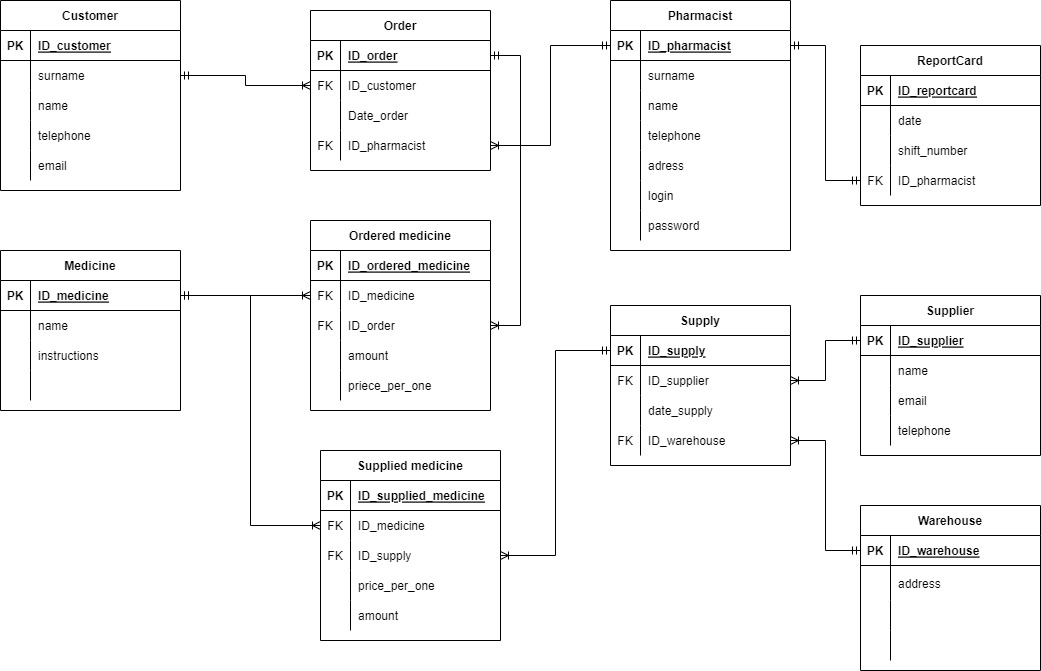 Customer
PK ID_customer
surname
name
telephone
email
Order
PK ID_order
FK ID_customer
Date_order
FK ID_pharmacist
Pharmacist
PK ID_pharmacist
surname
name
telephone
adress
login
password
ReportCard
PK ID_reportcard
date
shift_number
FK ID_pharmacist
Medicine
PK ID_medicine
name
instructions
Ordered medicine
PK ID_ordered_medicine
FK ID_medicine
FK ID_order
amount
priece_per_one
Supply
PK ID_supply
FK ID_supplier
date_supply
FK ID_warehouse
Supplier
PK ID_supplier
name
email
telephone
Supplied medicine
PK ID_supplied_medicine
FK ID_medicine
FK ID_supply
price_per_one
amount
Warehouse
PK ID_warehouse
address